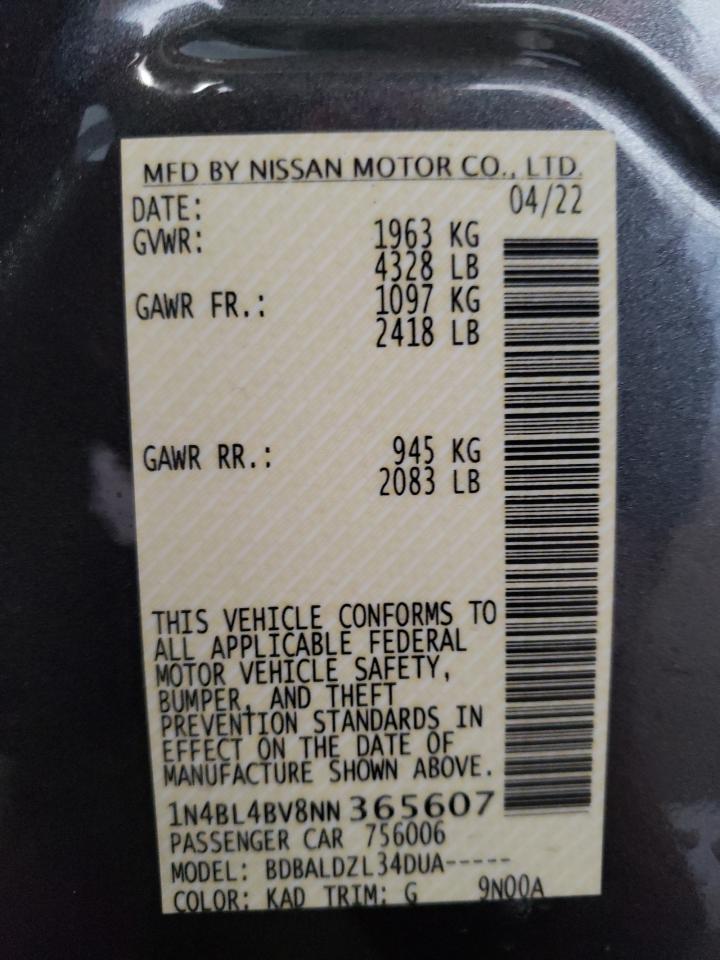 MFD BY NISSAN MOTOR CO., LTD.
DATE: 04/22
GVWR: 1963 KG
4328 LB
GAWR FR.: 1097 KG
2418 LB
GAWR RR.: 945 KG
2083 LB
THIS VEHICLE CONFORMS TO
ALL APPLICABLE FEDERAL
MOTOR VEHICLE SAFETY,
BUMPER, AND THEFT
PREVENTION STANDARDS IN
EFFECT ON THE DATE OF
MANUFACTURE SHOWN ABOVE.
1N4BL4BV8NN365607
PASSENGER CAR 756006
MODEL: BDBALDZL34DUA-----
COLOR: KAD TRIM: G 9N00A